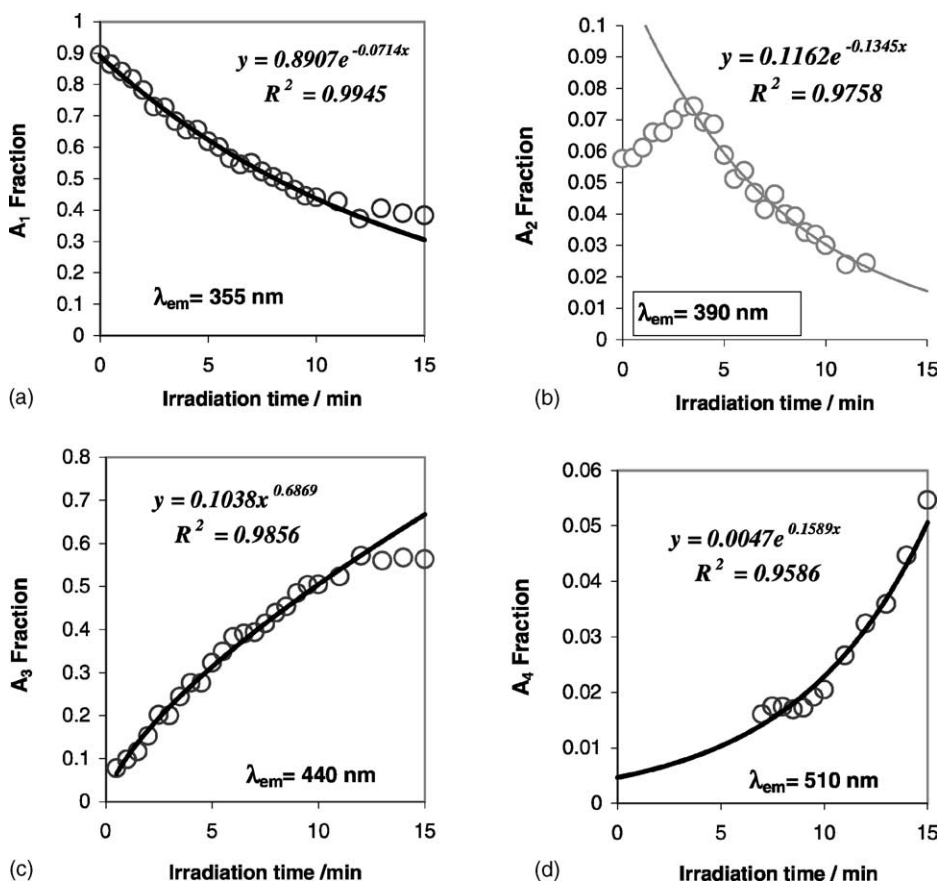 1
0.9
0.8
0.7
0.6
0.5
0.4
0.3
0.2
0.1
0
A₁ Fraction
y = 0.8907e^{-0.0714x}
R² = 0.9945
λem= 355 nm
0 5 10 15
Irradiation time / min
(a)
0.1
0.09
0.08
0.07
0.06
0.05
0.04
0.03
0.02
0.01
0
A₂ Fraction
y = 0.1162e^{-0.1345x}
R² = 0.9758
λem= 390 nm
0 5 10 15
Irradiation time / min
(b)
0.8
0.7
0.6
0.5
0.4
0.3
0.2
0.1
0
A₃ Fraction
y = 0.1038x^{0.6869}
R² = 0.9856
λem= 440 nm
0 5 10 15
Irradiation time /min
(c)
0.06
0.05
0.04
0.03
0.02
0.01
0
A₄ Fraction
y = 0.0047e^{0.1589x}
R² = 0.9586
λem= 510 nm
0 5 10 15
Irradiation time / min
(d)